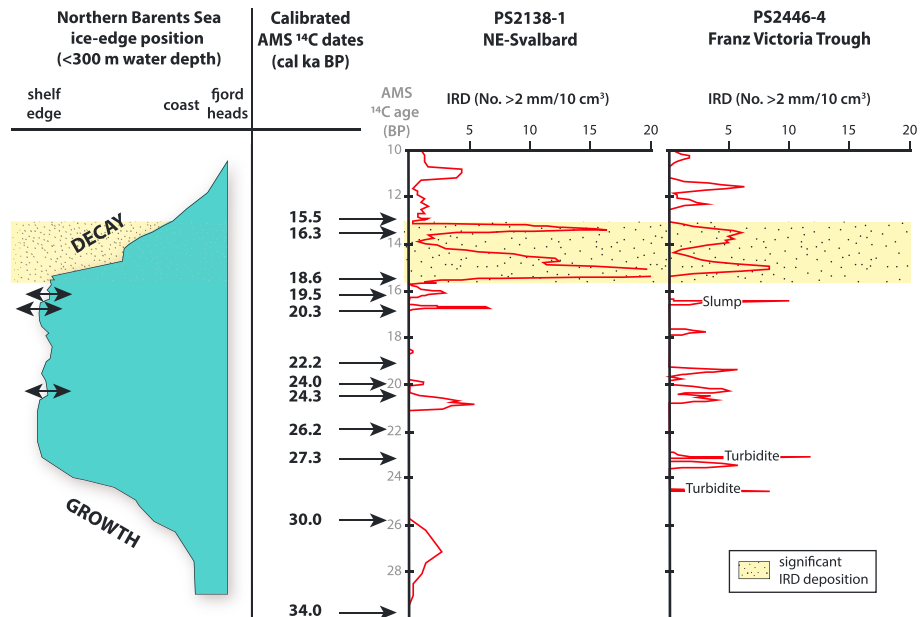 Northern Barents Sea
ice-edge position
(<300 m water depth)
shelf
edge
coast
fjord
heads
Calibrated
AMS ¹⁴C dates
(cal ka BP)
PS2138-1
NE-Svalbard
PS2446-4
Franz Victoria Trough
AMS
¹⁴C age
(BP)
IRD (No. >2 mm/10 cm³)
5
10
15
20
IRD (No. >2 mm/10 cm³)
5
10
15
20
DECAY
GROWTH
15.5
16.3
18.6
19.5
20.3
22.2
24.0
24.3
26.2
27.3
30.0
34.0
10
12
14
16
18
20
22
24
26
28
Slump
Turbidite
Turbidite
significant
IRD deposition